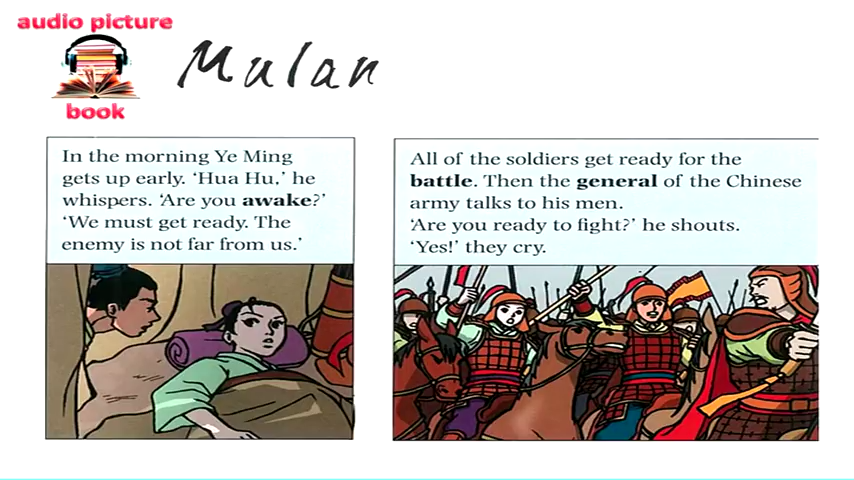 audio picture
book
Mulan
In the morning Ye Ming
gets up early. ‘Hua Hu,’ he
whispers. ‘Are you awake?’
‘We must get ready. The
enemy is not far from us.’
All of the soldiers get ready for the
battle. Then the general of the Chinese
army talks to his men.
‘Are you ready to fight?’ he shouts.
‘Yes!’ they cry.